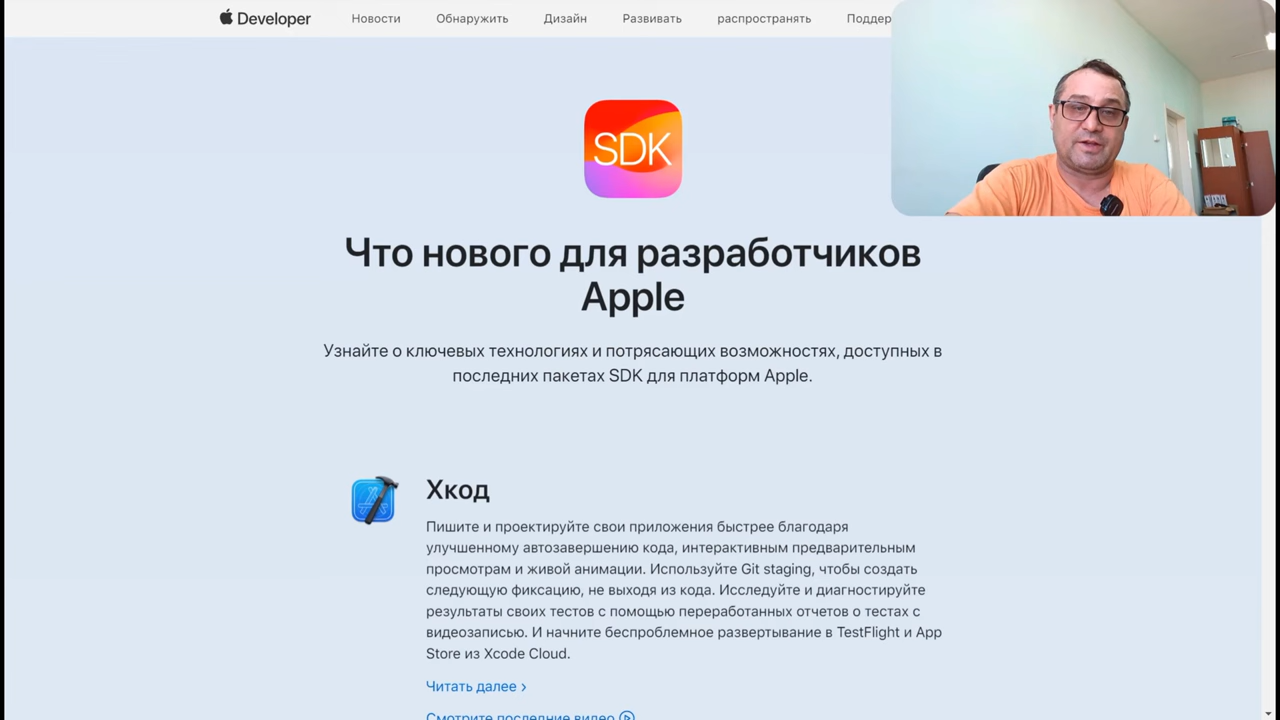 Developer
Новости
Обнаружить
Дизайн
Развивать
распространять
Поддер
SDK
Что нового для разработчиков
Apple
Узнайте о ключевых технологиях и потрясающих возможностях, доступных в
последних пакетах SDK для платформ Apple.
Хкод
Пишите и проектируйте свои приложения быстрее благодаря
улучшенному автозавершению кода, интерактивным предварительным
просмотрам и живой анимации. Используйте Git staging, чтобы создать
следующую фиксацию, не выходя из кода. Исследуйте и диагностируйте
результаты своих тестов с помощью переработанных отчетов о тестах с
видеозаписью. И начните беспроблемное развертывание в TestFlight и App
Store из Xcode Cloud.
Читать далее ›
Смотрите последние видео